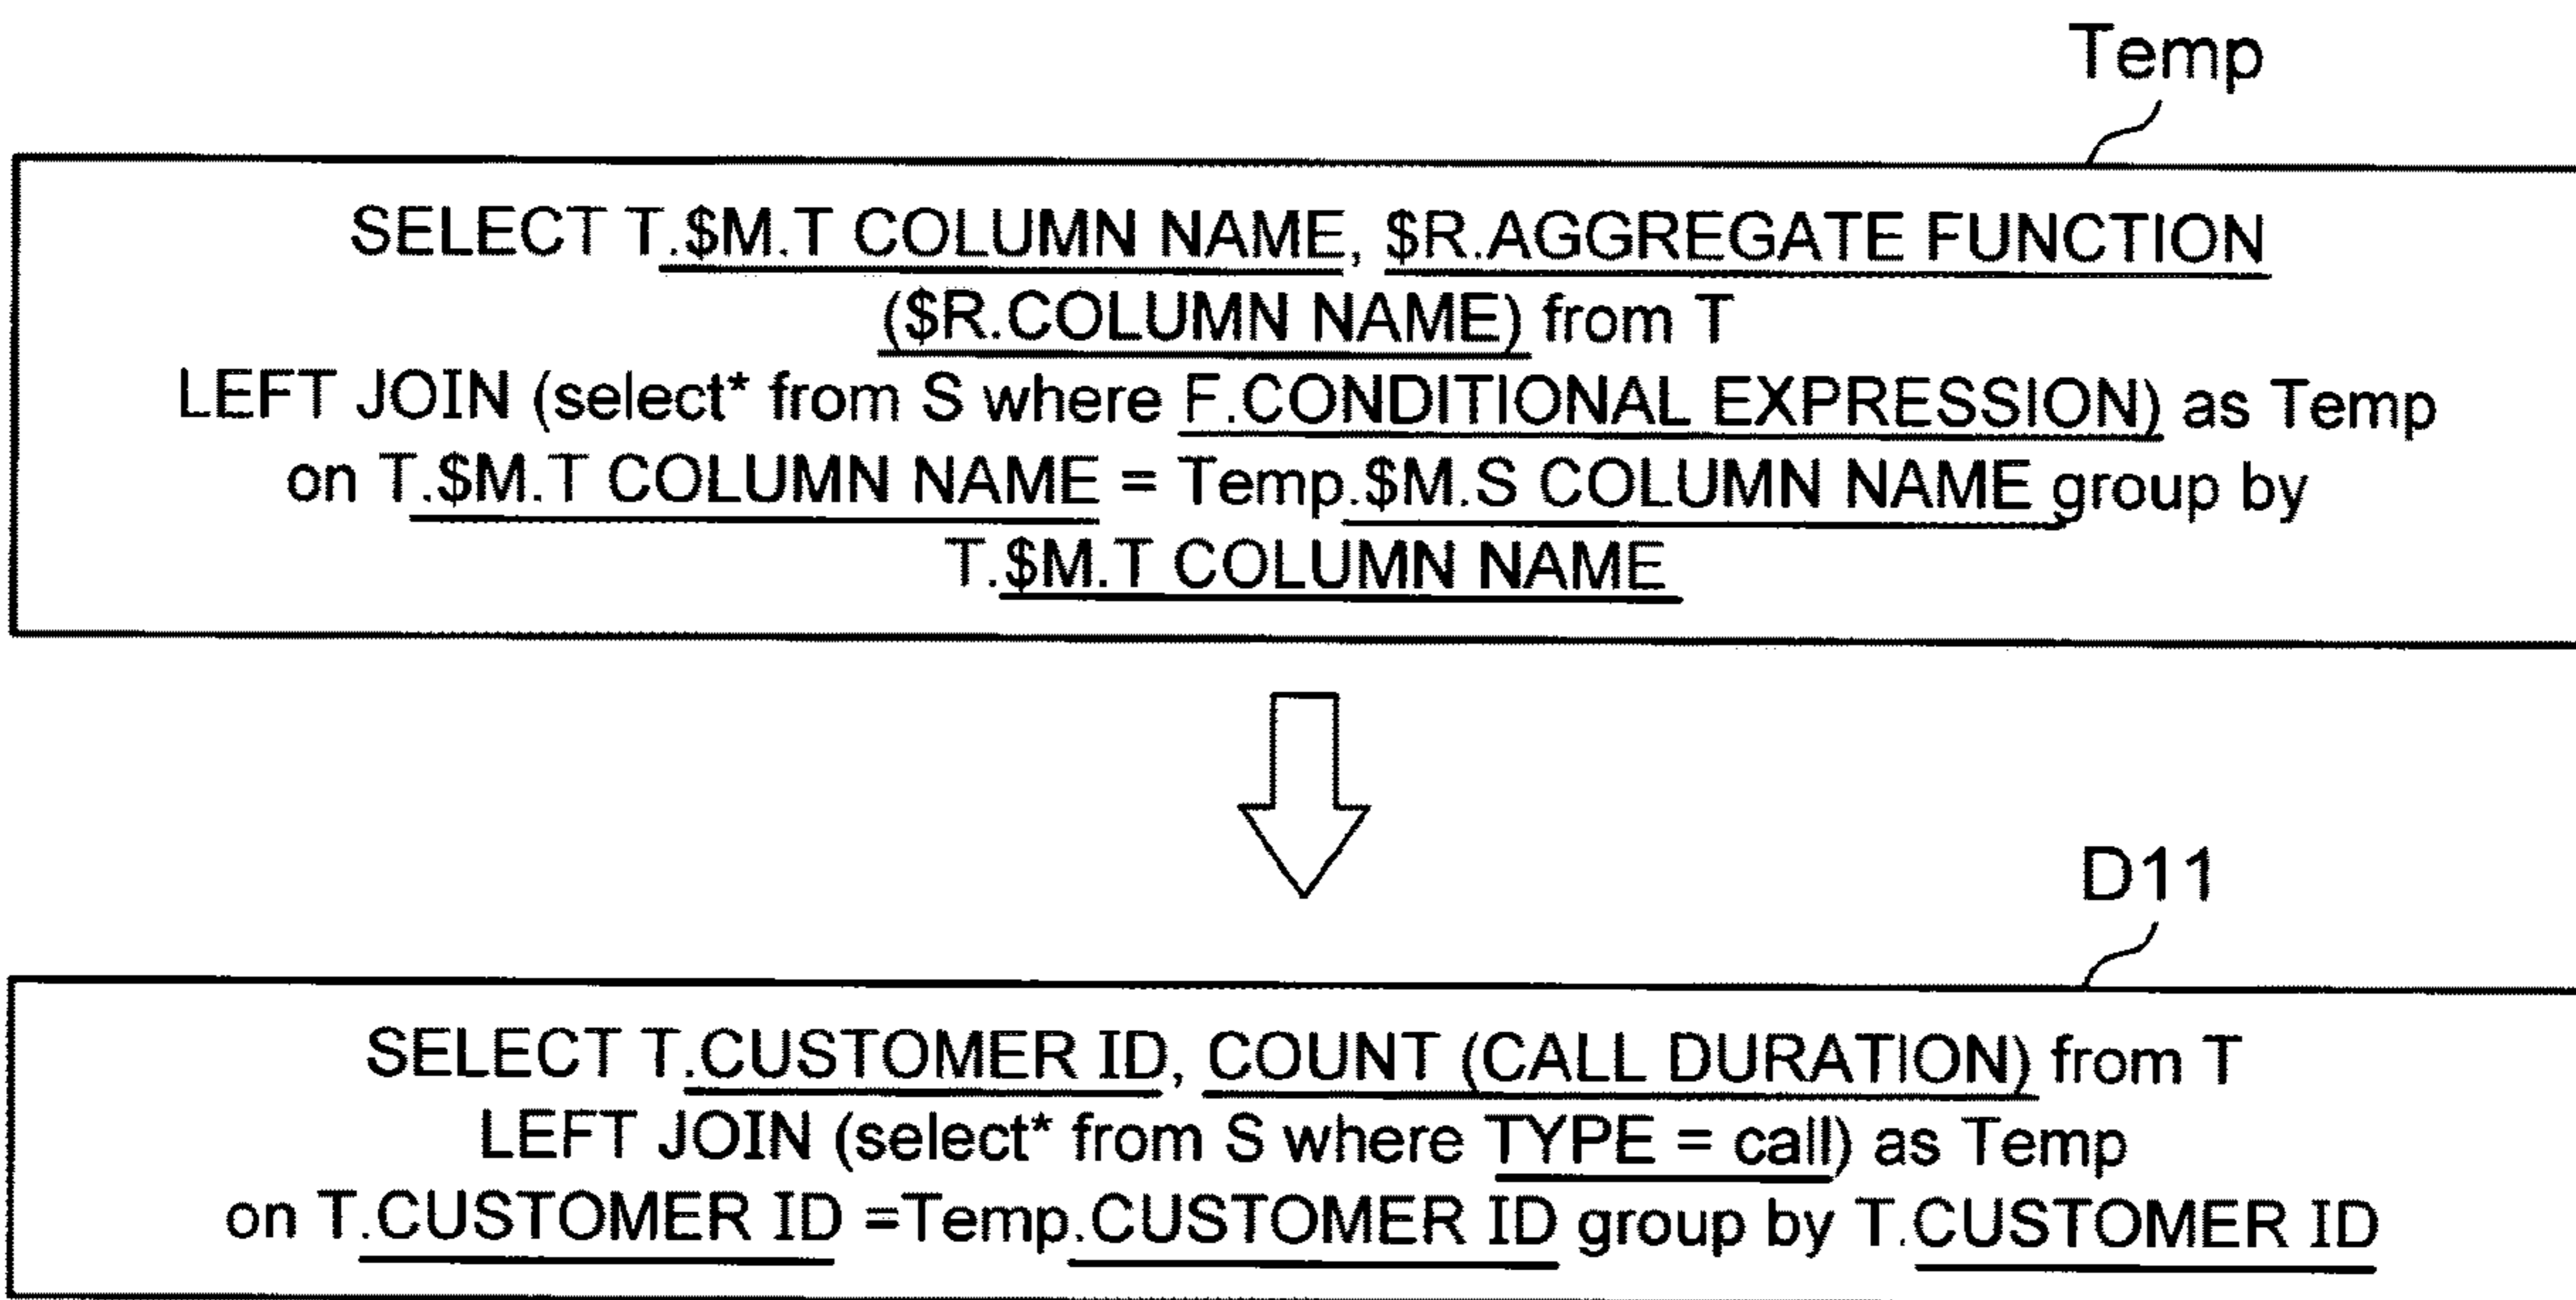 Temp
SELECT T.$M.T COLUMN NAME, $R.AGGREGATE FUNCTION
($R.COLUMN NAME) from T
LEFT JOIN (select* from S where F.CONDITIONAL EXPRESSION) as Temp
on T.$M.T COLUMN NAME = Temp.$M.S COLUMN NAME group by
T.$M.T COLUMN NAME
D11
SELECT T.CUSTOMER ID, COUNT (CALL DURATION) from T
LEFT JOIN (select* from S where TYPE = call) as Temp
on T.CUSTOMER ID =Temp.CUSTOMER ID group by T.CUSTOMER ID